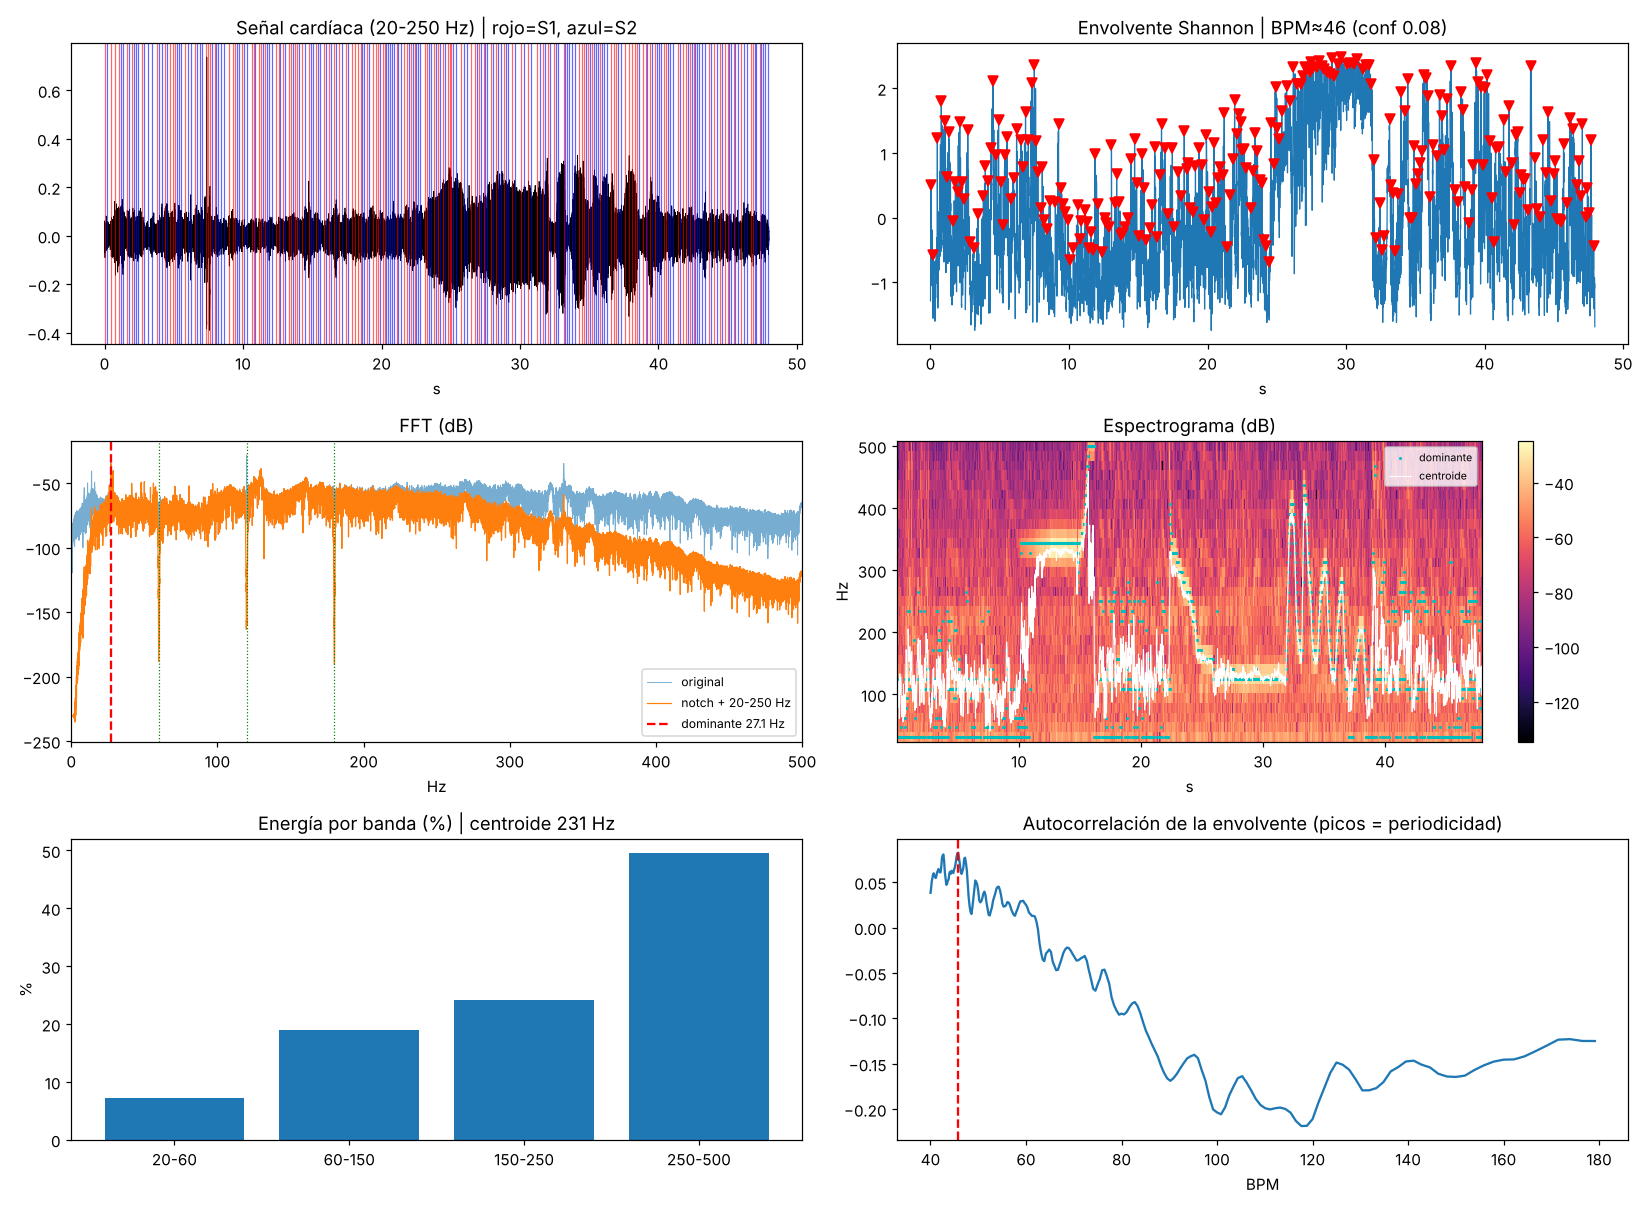 Señal cardíaca (20-250 Hz) | rojo=S1, azul=S2
0.6
0.4
0.2
0.0
−0.2
−0.4
0 10 20 30 40 50
s
Envolvente Shannon | BPM≈46 (conf 0.08)
2
1
0
−1
0 10 20 30 40 50
s
FFT (dB)
−50
−100
−150
−200
−250
original
notch + 20-250 Hz
dominante 27.1 Hz
0 100 200 300 400 500
Hz
Espectrograma (dB)
Hz
500
400
300
200
100
dominante
centroide
10 20 30 40
s
−40
−60
−80
−100
−120
Energía por banda (%) | centroide 231 Hz
%
50
40
30
20
10
0
20-60 60-150 150-250 250-500
Autocorrelación de la envolvente (picos = periodicidad)
0.05
0.00
−0.05
−0.10
−0.15
−0.20
40 60 80 100 120 140 160 180
BPM